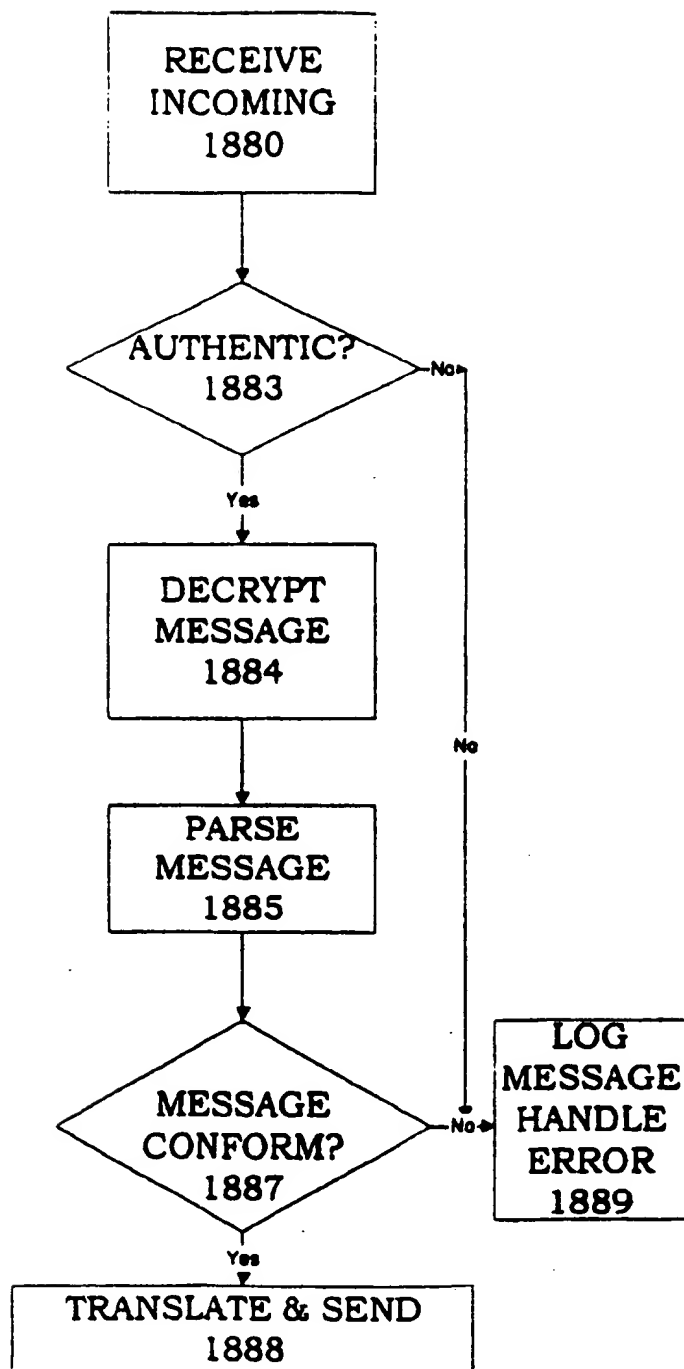 RECEIVE
INCOMING
1880
AUTHENTIC?
1883
No
Yes
DECRYPT
MESSAGE
1884
No
PARSE
MESSAGE
1885
MESSAGE
CONFORM?
1887
No
LOG
MESSAGE
HANDLE
ERROR
1889
Yes
TRANSLATE & SEND
1888